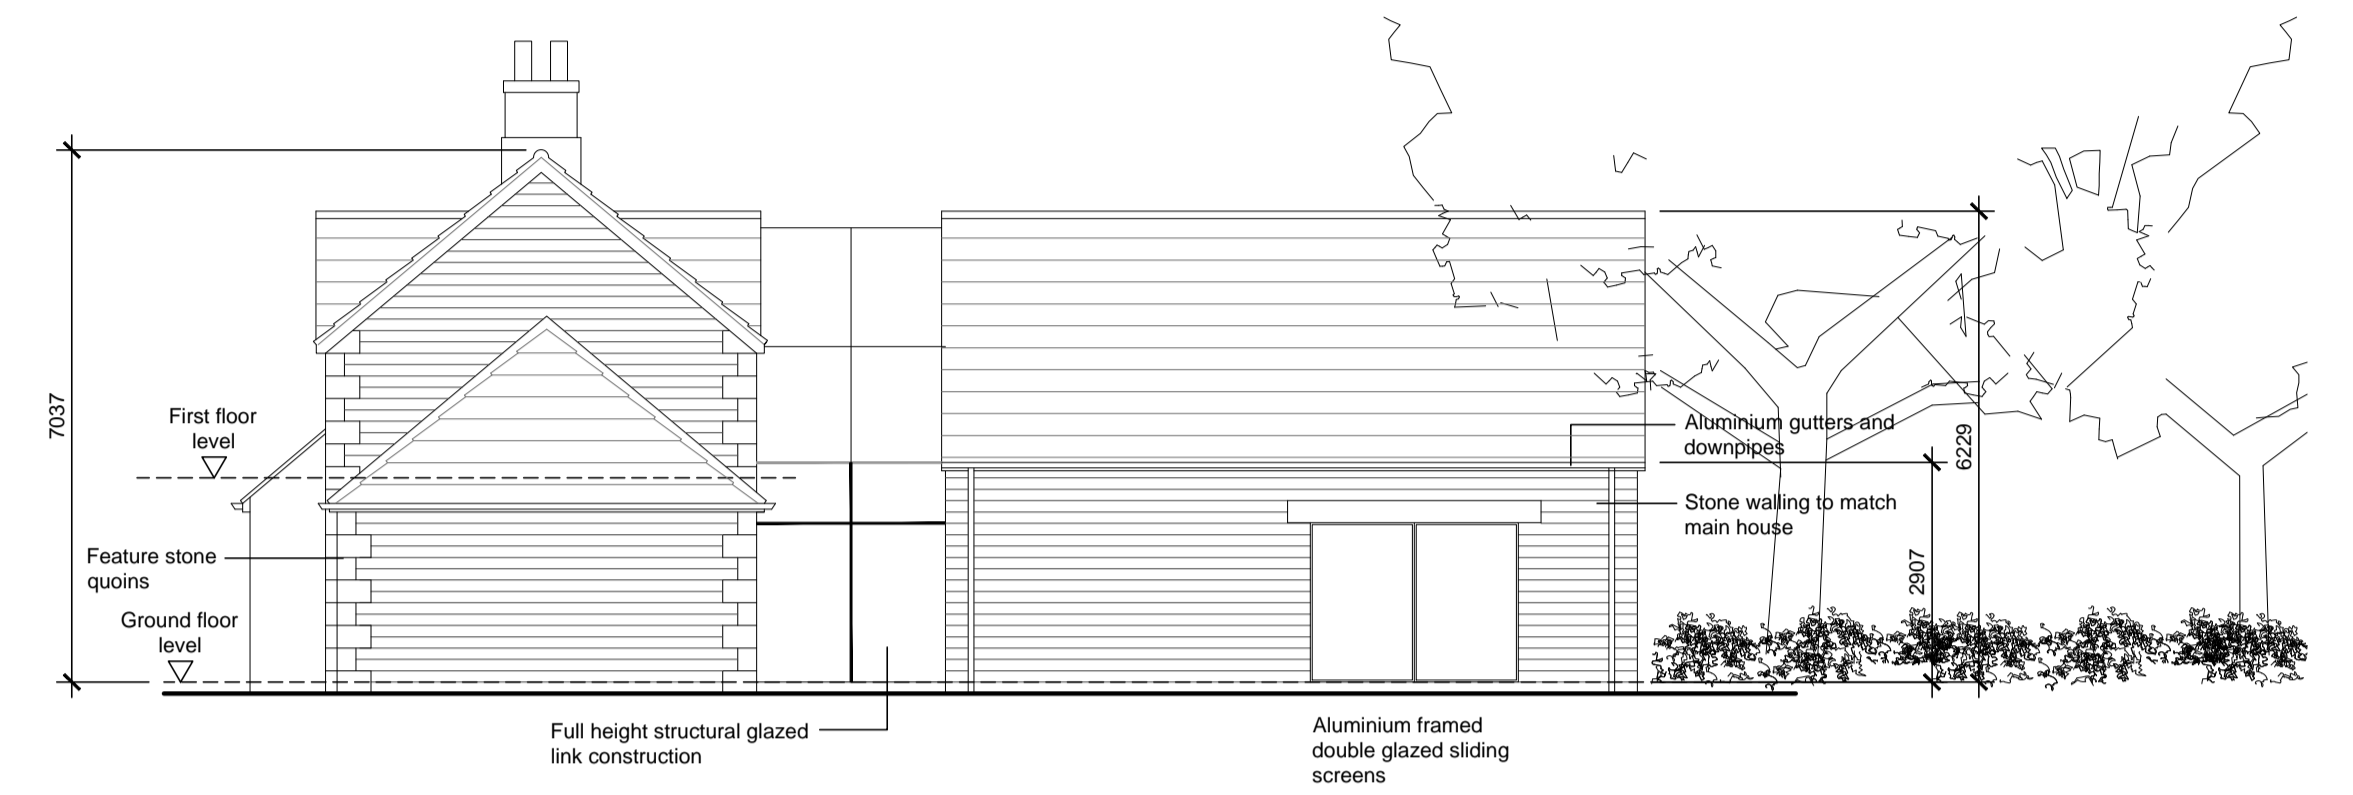 7037
First floor
level
Feature stone
quoins
Ground floor
level
Full height structural glazed
link construction
Aluminium framed
double glazed sliding
screens
Aluminium gutters and
downpipes
Stone walling to match
main house
6229
2907